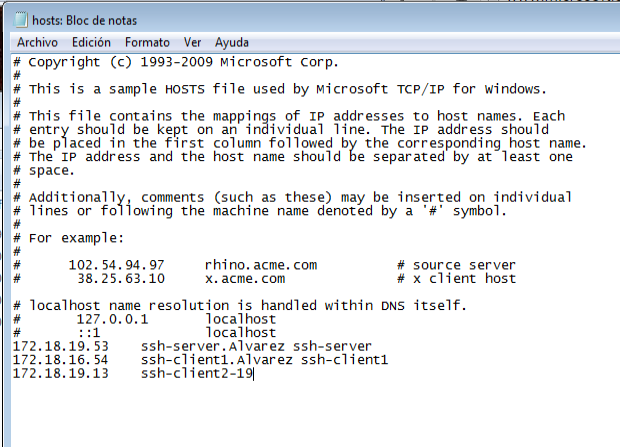 hosts: Bloc de notas
Archivo Edición Formato Ver Ayuda
# Copyright (c) 1993-2009 Microsoft Corp.
#
# This is a sample HOSTS file used by Microsoft TCP/IP for Windows.
#
# This file contains the mappings of IP addresses to host names. Each
# entry should be kept on an individual line. The IP address should
# be placed in the first column followed by the corresponding host name.
# The IP address and the host name should be separated by at least one
# space.
#
# Additionally, comments (such as these) may be inserted on individual
# lines or following the machine name denoted by a '#' symbol.
#
# For example:
#
#      102.54.94.97     rhino.acme.com          # source server
#       38.25.63.10     x.acme.com              # x client host

# localhost name resolution is handled within DNS itself.
#       127.0.0.1       localhost
#       ::1             localhost
172.18.19.53    ssh-server.Alvarez ssh-server
172.18.16.54    ssh-client1.Alvarez ssh-client1
172.18.19.13    ssh-client2-19